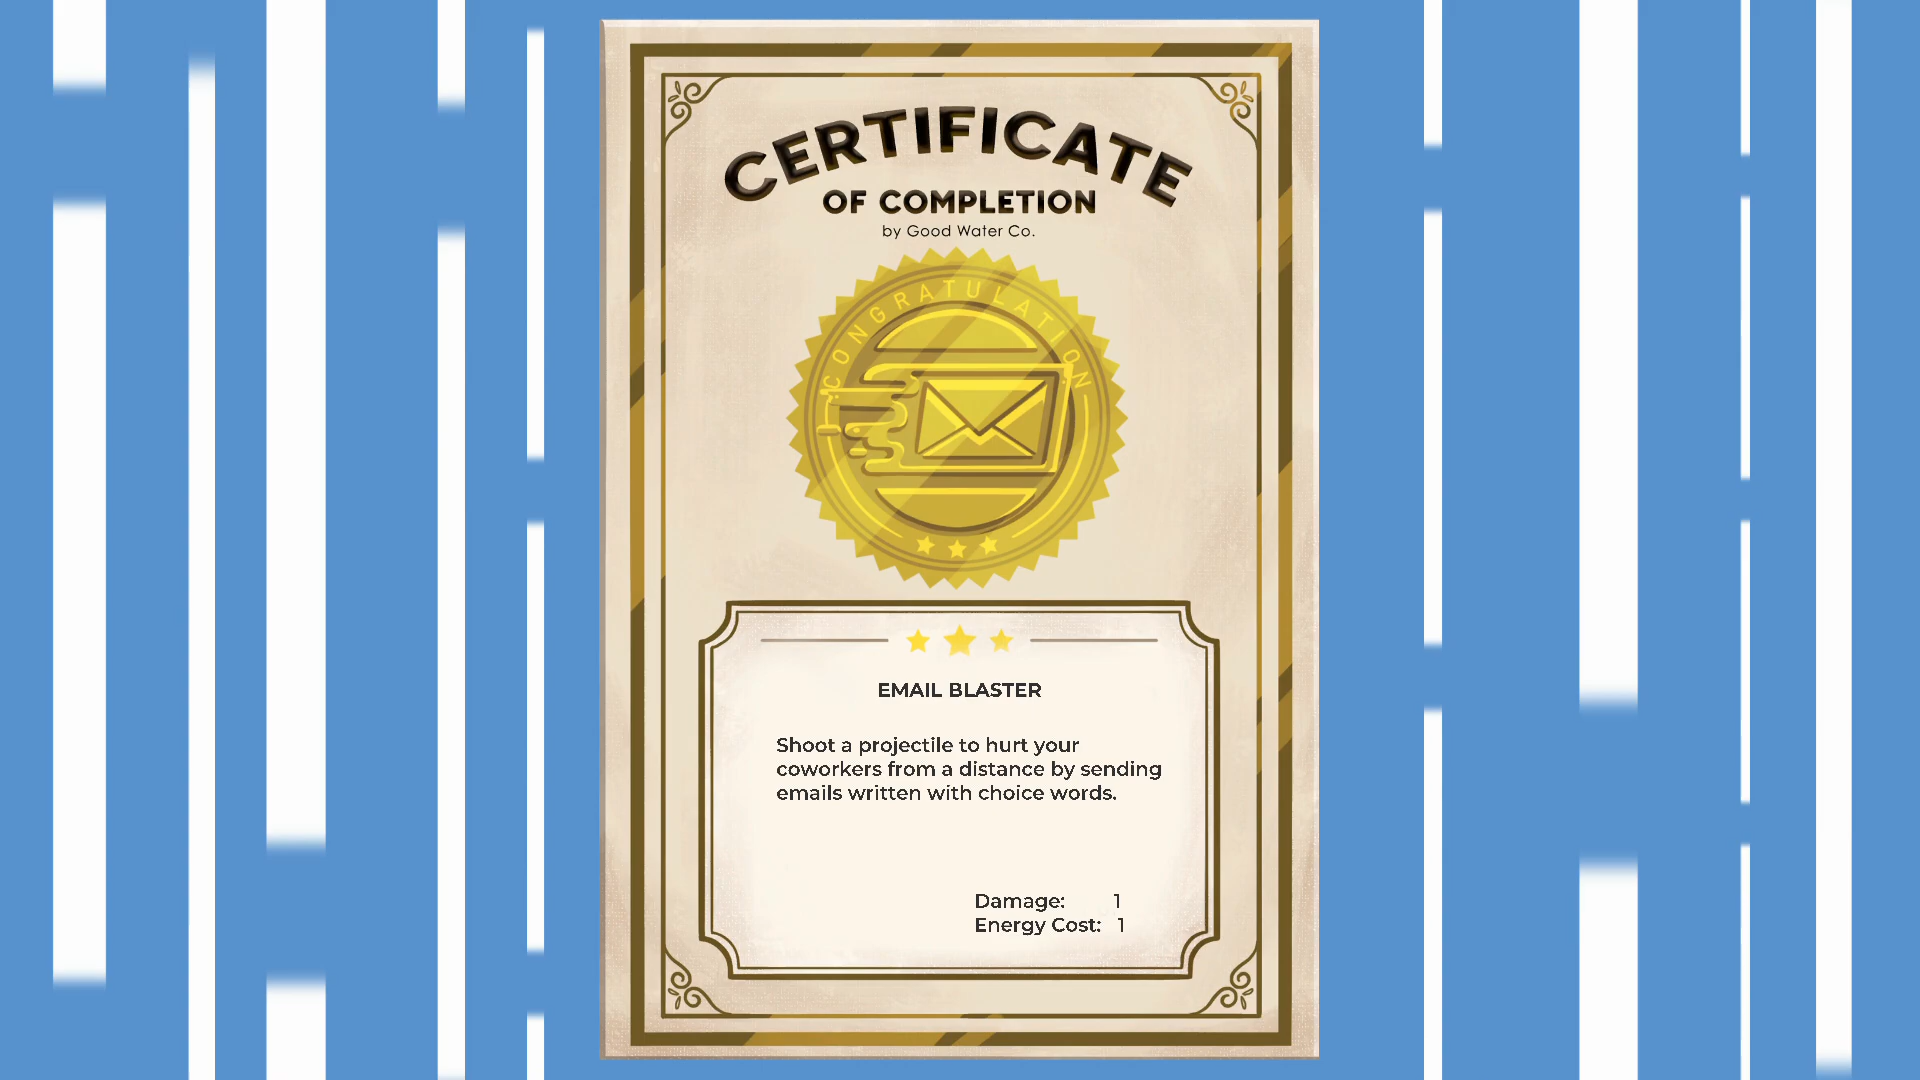 CERTIFICATE
OF COMPLETION
by Good Water Co.
CONGRATULATION
EMAIL BLASTER
Shoot a projectile to hurt your
coworkers from a distance by sending
emails written with choice words.
Damage: 1
Energy Cost: 1